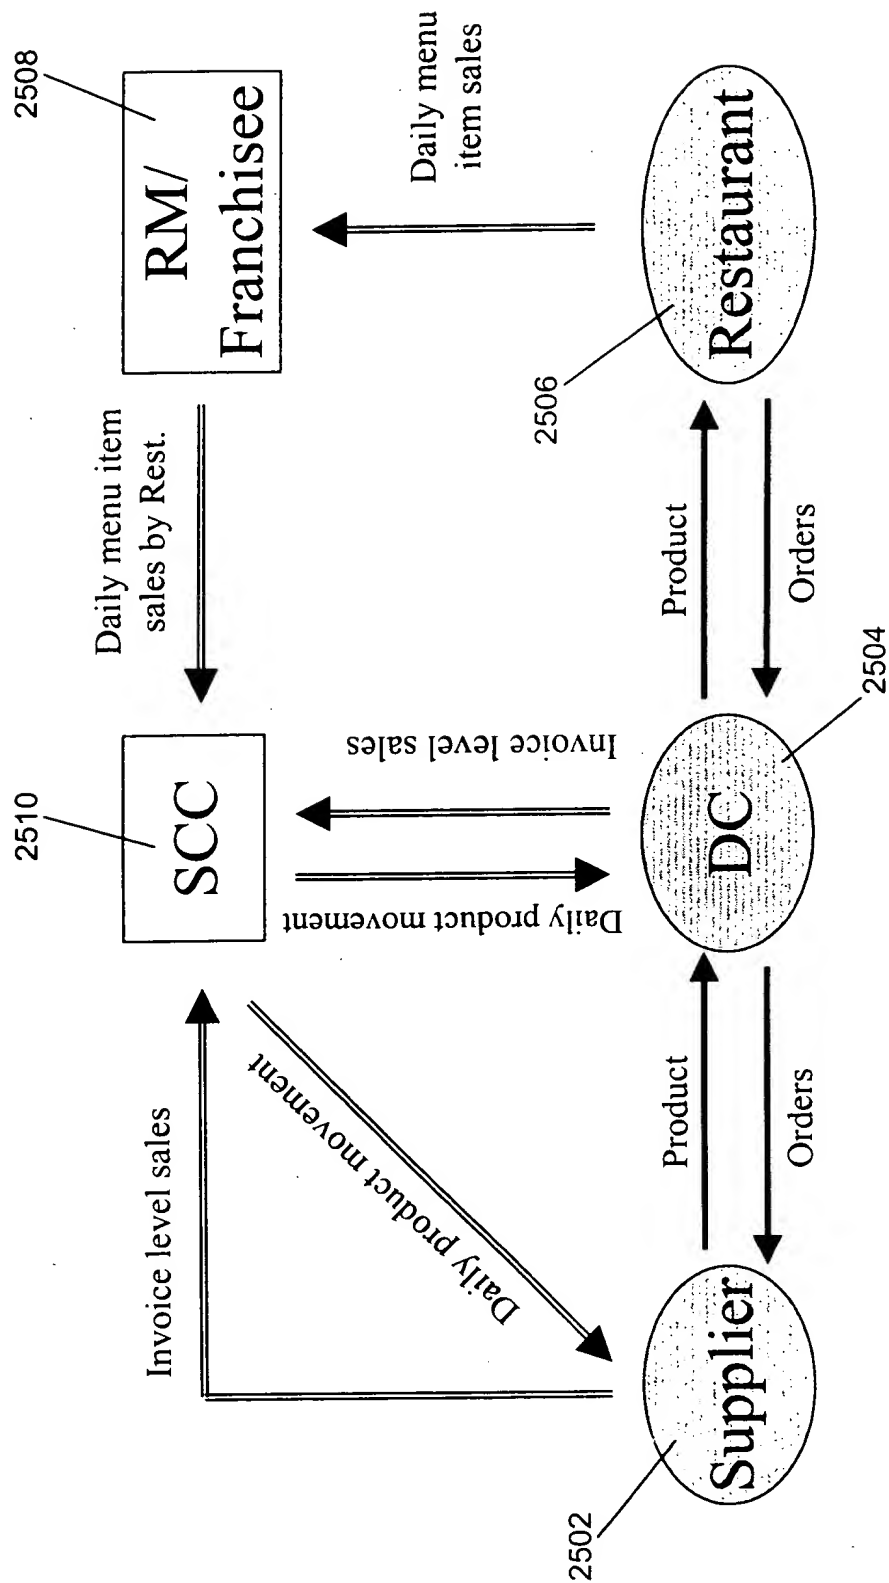 2510
2508
SCC
RM/
Franchisee
Daily menu item
sales by Rest.
Invoice level sales
Daily product movement
Daily product movement
Invoice level sales
Daily menu
item sales
2502
2506
Supplier
Product
Orders
DC
Product
Orders
Restaurant
2504